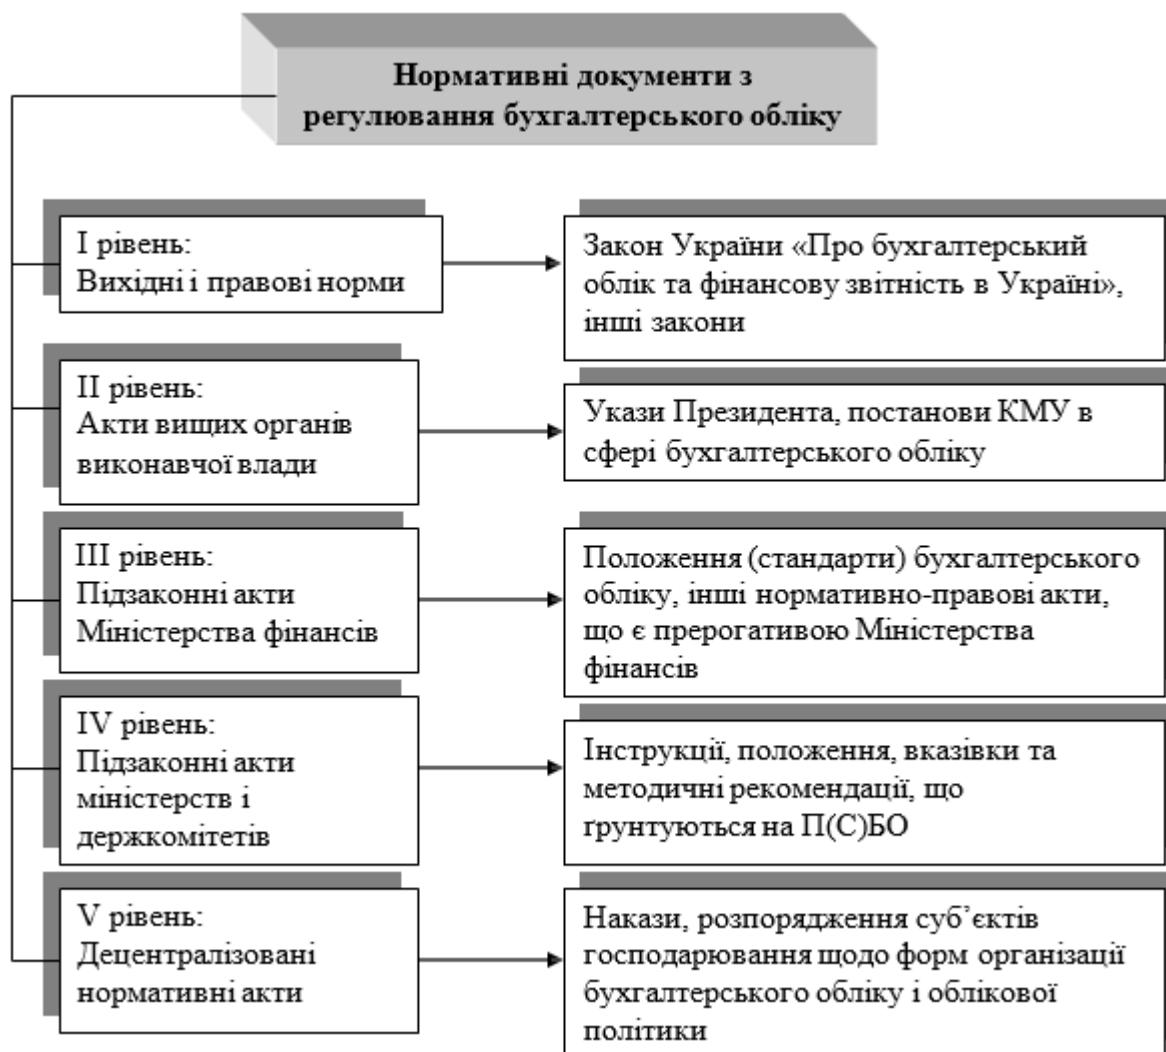 Нормативні документи з
регулювання бухгалтерського обліку
І рівень:
Вихідні і правові норми
Закон України «Про бухгалтерський
облік та фінансову звітність в Україні»,
інші закони
ІІ рівень:
Акти вищих органів
виконавчої влади
Укази Президента, постанови КМУ в
сфері бухгалтерського обліку
ІІІ рівень:
Підзаконні акти
Міністерства фінансів
Положення (стандарти) бухгалтерського
обліку, інші нормативно-правові акти,
що є прерогативою Міністерства
фінансів
IV рівень:
Підзаконні акти
міністерств і
держкомітетів
Інструкції, положення, вказівки та
методичні рекомендації, що
ґрунтуються на П(С)БО
V рівень:
Децентралізовані
нормативні акти
Накази, розпорядження суб’єктів
господарювання щодо форм організації
бухгалтерського обліку і облікової
політики